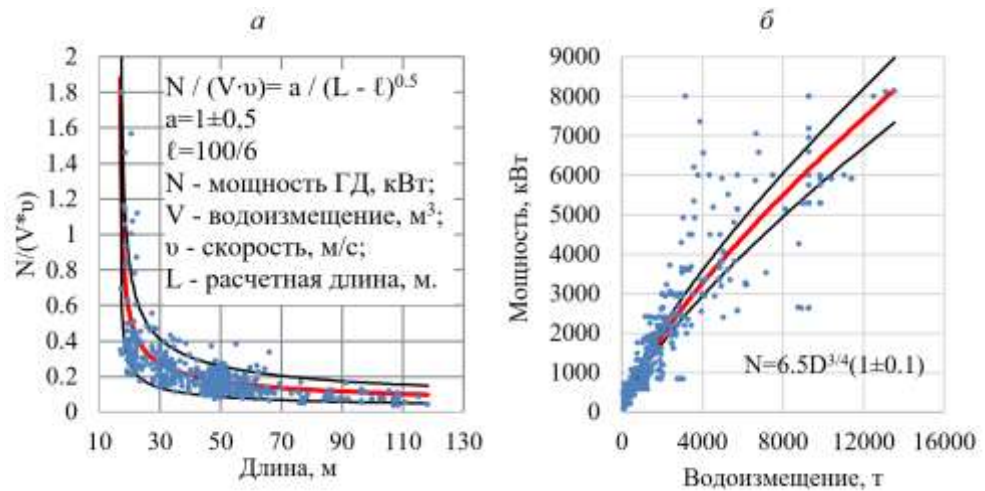 а
2
1.8
1.6
1.4
1.2
1
0.8
0.6
0.4
0.2
0
N/(V*υ)
N / (V·υ)= a / (L - ℓ)^0.5
a=1±0,5
ℓ=100/6
N - мощность ГД, кВт;
V - водоизмещение, м³;
υ - скорость, м/с;
L - расчетная длина, м.
10 30 50 70 90 110 130
Длина, м
б
9000
8000
7000
6000
5000
4000
3000
2000
1000
0
Мощность, кВт
N=6.5D^3/4(1±0.1)
0 4000 8000 12000 16000
Водоизмещение, т